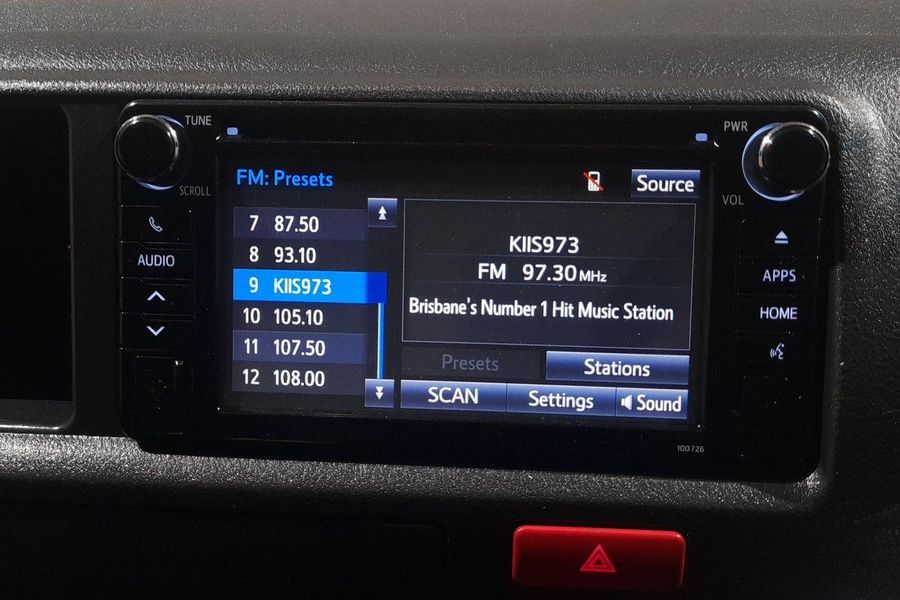 TUNE
SCROLL
AUDIO
FM: Presets
Source
7 87.50
8 93.10
9 KIIS973
10 105.10
11 107.50
12 108.00
KIIS973
FM 97.30 MHz
Brisbane's Number 1 Hit Music Station
Presets
Stations
SCAN
Settings
Sound
PWR
VOL
APPS
HOME
100726